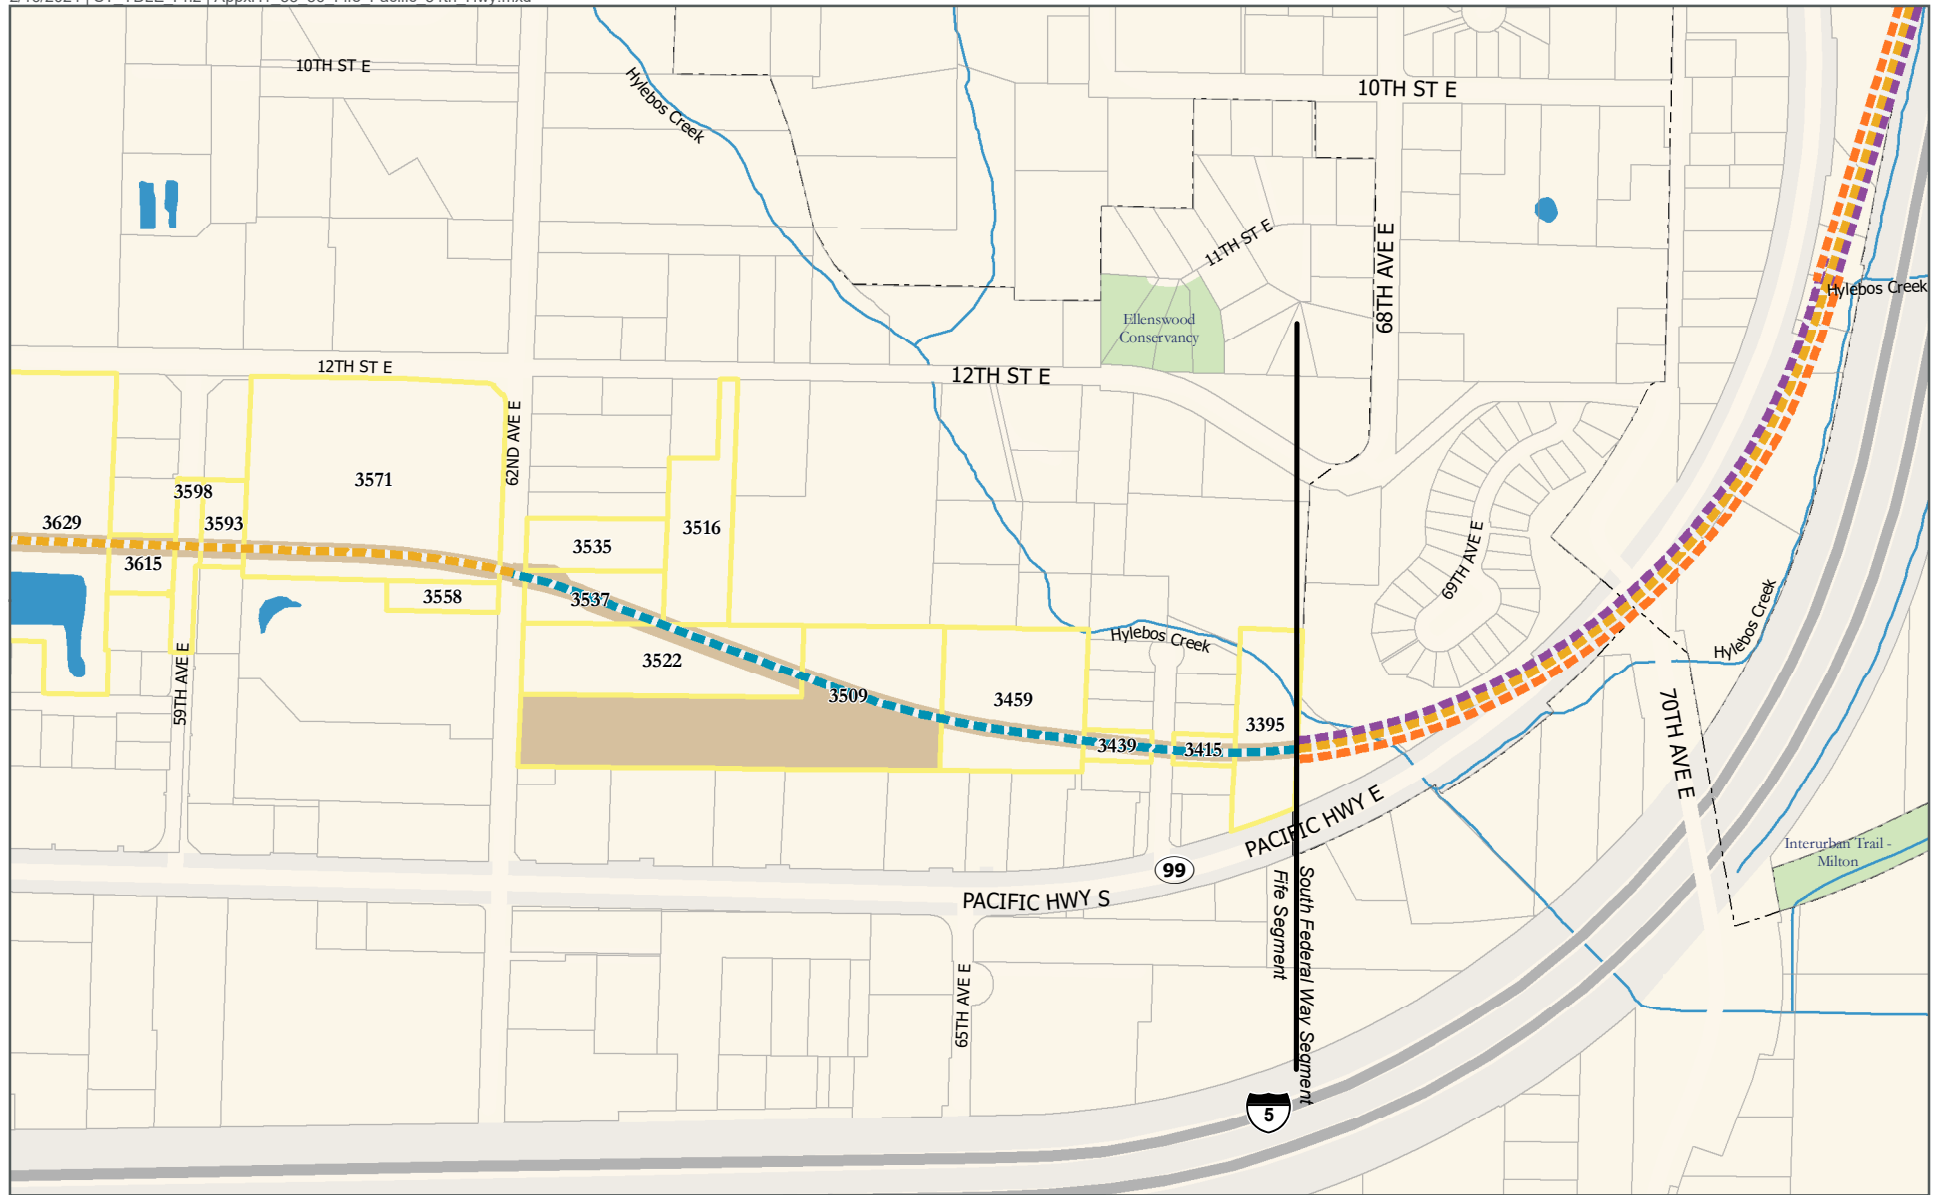 10TH ST E
10TH ST E
Hylebos Creek
11TH ST E
68TH AVE E
Hylebos Creek
Ellenswood
Conservancy
12TH ST E
12TH ST E
62ND AVE E
3571
3598
3593
3629
3516
3535
3615
3558
3537
69TH AVE E
Hylebos Creek
Hylebos Creek
3522
59TH AVE E
3509
3459
3395
3439
3415
70TH AVE E
PACIFIC HWY E
99
PACIFIC HWY S
Interurban Trail -
Milton
Fife Segment
South Federal Way Segment
65TH AVE E
5